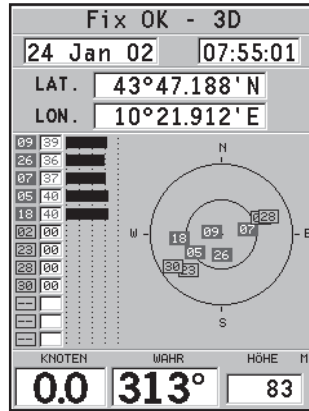 Fix OK - 3D
24 Jan 02 07:55:01
LAT. 43°47.188'N
LON. 10°21.912'E
09 39
26 36
07 37
05 40
18 40
02 00
23 00
28 00
30 00
-- 
--
--
N
W E
S
28
07
09
18
05
26
30 23
KNOTEN WAHR HÖHE M
0.0 313° 83